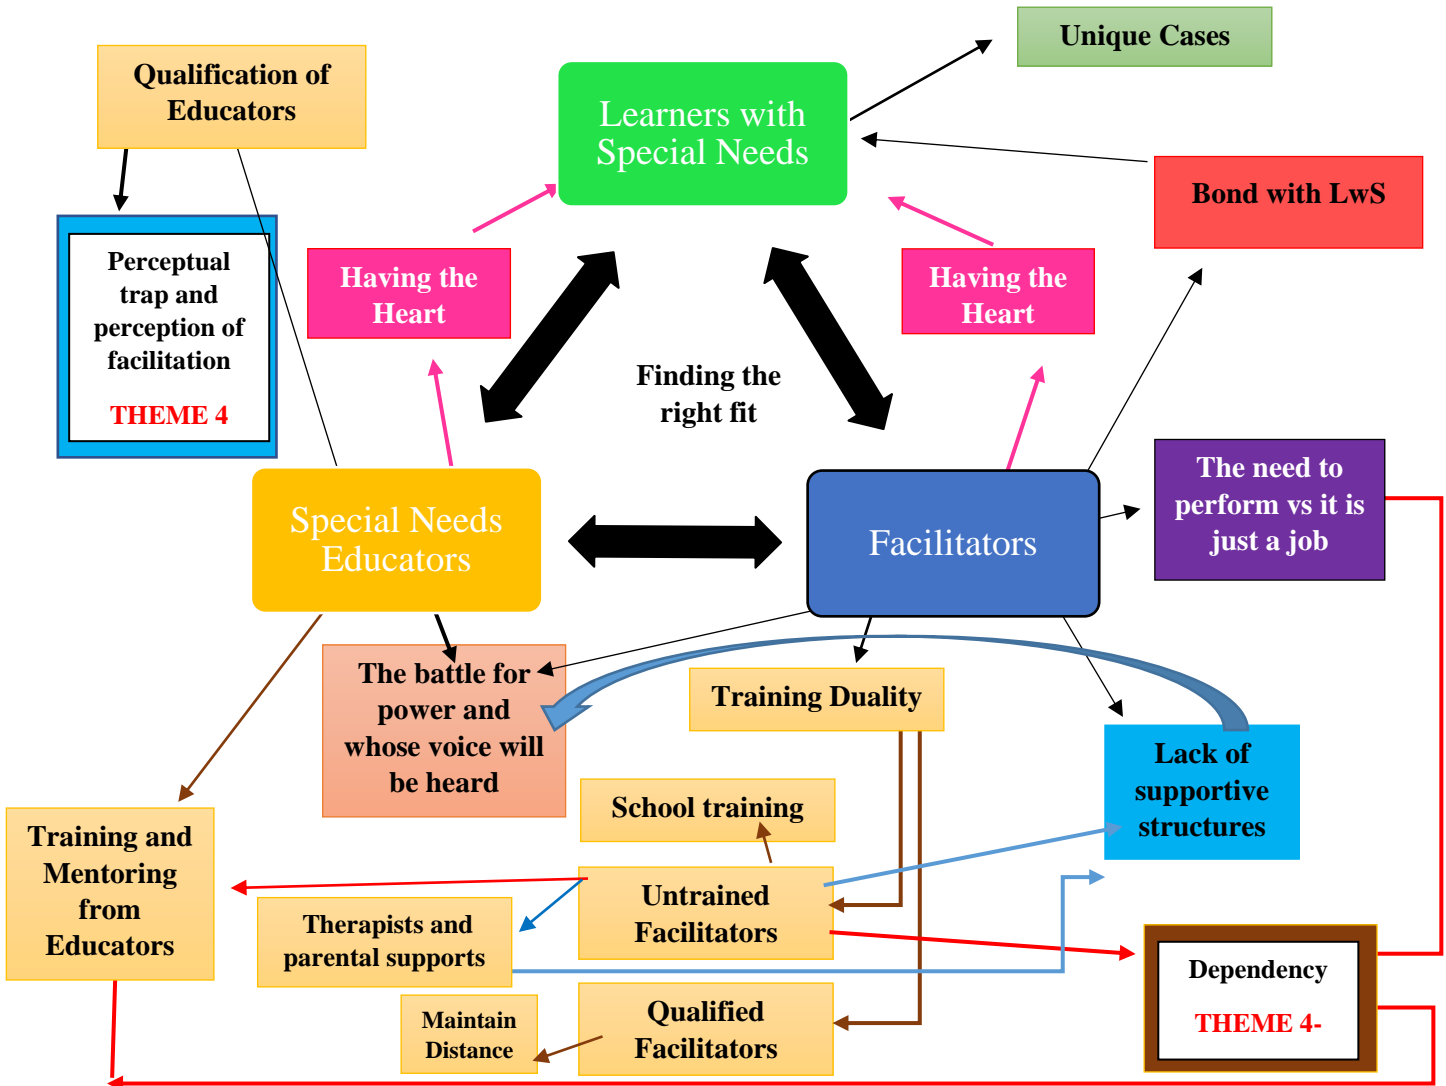 Unique Cases
Qualification of
Educators
Learners with
Special Needs
Bond with LwS
Perceptual
trap and
perception of
facilitation
THEME 4
Having the
Heart
Having the
Heart
Finding the
right fit
The need to
perform vs it is
just a job
Special Needs
Educators
Facilitators
The battle for
power and
whose voice will
be heard
Training Duality
Lack of
supportive
structures
School training
Training and
Mentoring
from
Educators
Untrained
Facilitators
Therapists and
parental supports
Dependency
THEME 4-
Maintain
Distance
Qualified
Facilitators